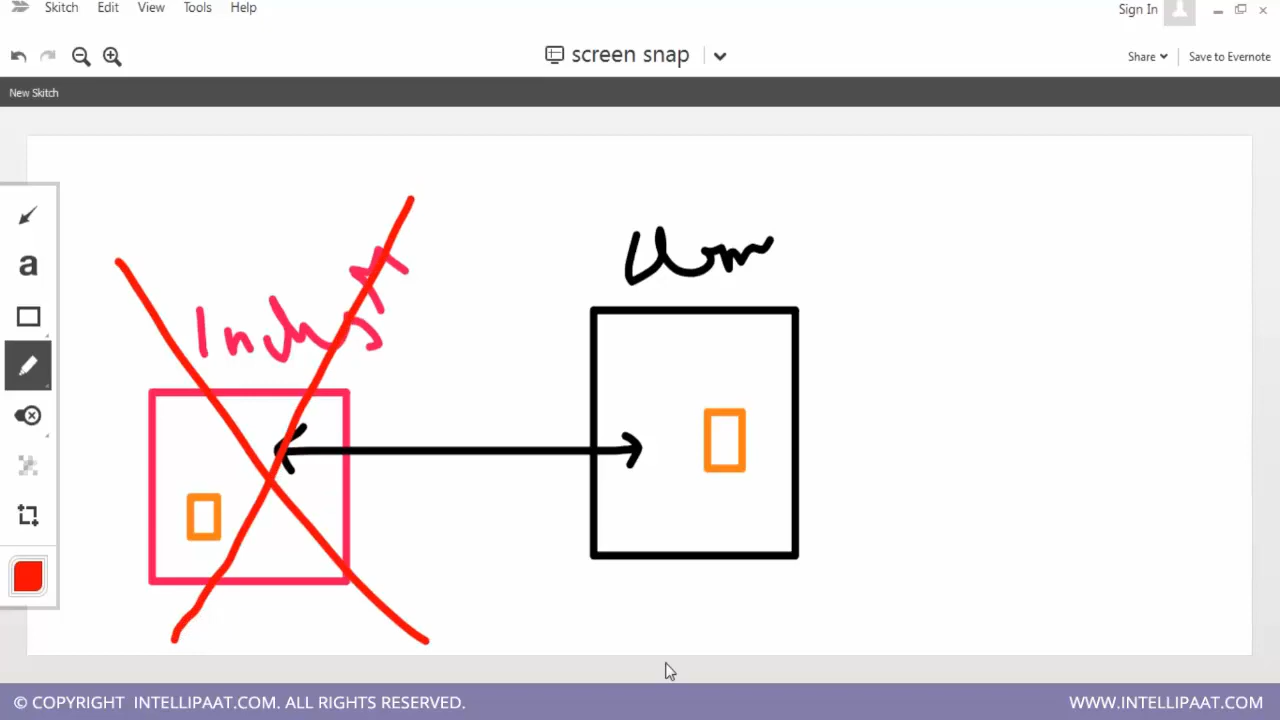 Skitch Edit View Tools Help
Sign In
screen snap
Share
Save to Evernote
New Skitch
a
© COPYRIGHT INTELLIPAAT.COM. ALL RIGHTS RESERVED.
WWW.INTELLIPAAT.COM